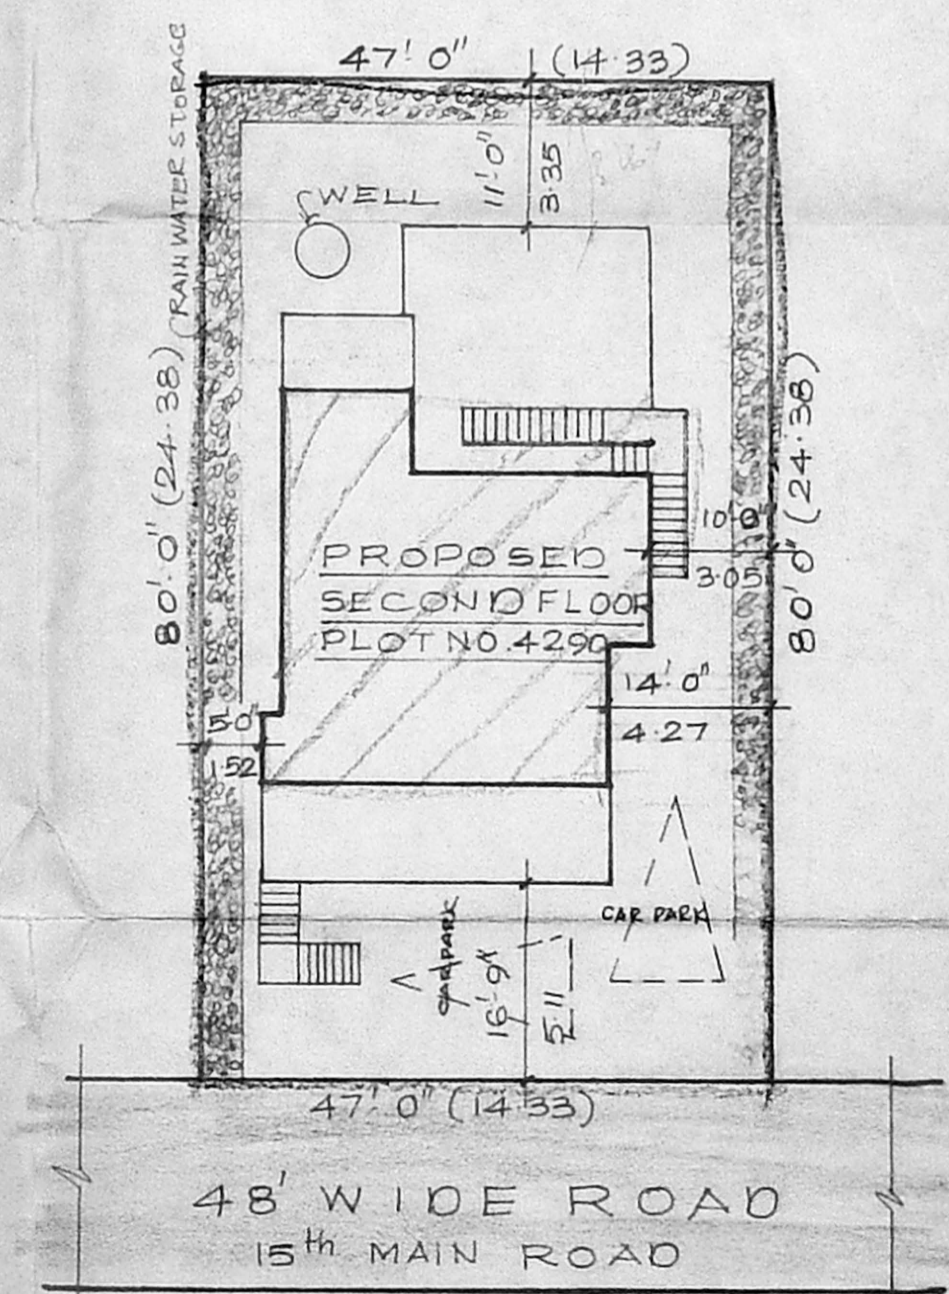 47'0" (14.33)
(RAIN WATER STORAGE
WELL
11'-0"
3.35
80'.0" (24.38)
80'0" (24.38)
10'0"
3.05
PROPOSED
SECOND FLOOR
PLOT NO.4290
14'0"
4.27
5'0"
1.52
CAR PARK
CAR PARK
16'-9"
5.11
47'.0" (14.33)
48' WIDE ROAD
15th MAIN ROAD